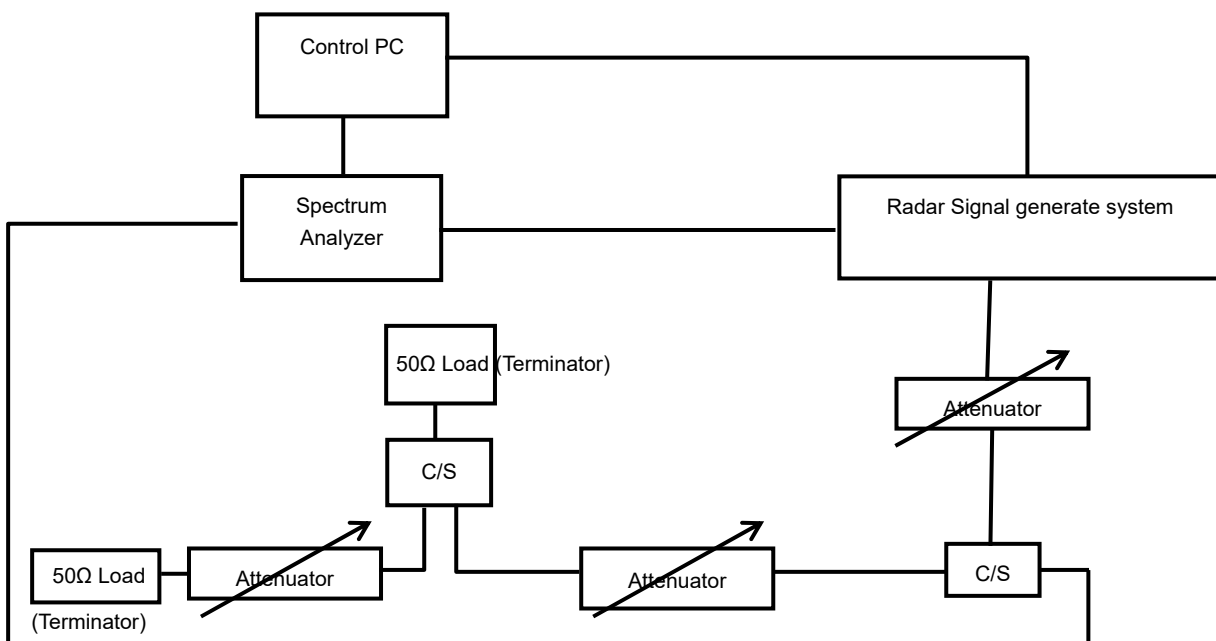 Control PC
Spectrum
Analyzer
Radar Signal generate system
50Ω Load (Terminator)
Attenuator
C/S
50Ω Load
(Terminator)
Attenuator
Attenuator
C/S